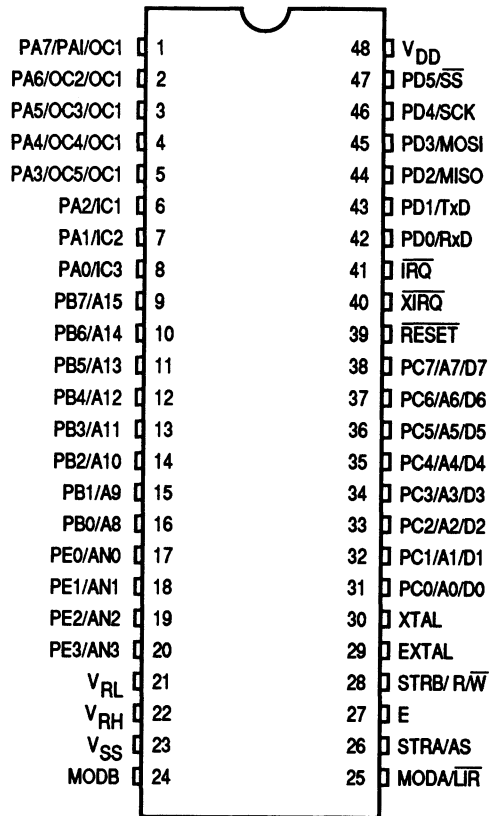 PA7/PAI/OC1 1 48 VDD
PA6/OC2/OC1 2 47 PD5/S̅S̅
PA5/OC3/OC1 3 46 PD4/SCK
PA4/OC4/OC1 4 45 PD3/MOSI
PA3/OC5/OC1 5 44 PD2/MISO
PA2/IC1 6 43 PD1/TxD
PA1/IC2 7 42 PD0/RxD
PA0/IC3 8 41 I̅R̅Q̅
PB7/A15 9 40 X̅I̅R̅Q̅
PB6/A14 10 39 R̅E̅S̅E̅T̅
PB5/A13 11 38 PC7/A7/D7
PB4/A12 12 37 PC6/A6/D6
PB3/A11 13 36 PC5/A5/D5
PB2/A10 14 35 PC4/A4/D4
PB1/A9 15 34 PC3/A3/D3
PB0/A8 16 33 PC2/A2/D2
PE0/AN0 17 32 PC1/A1/D1
PE1/AN1 18 31 PC0/A0/D0
PE2/AN2 19 30 XTAL
PE3/AN3 20 29 EXTAL
VRL 21 28 STRB/ R/W̅
VRH 22 27 E
VSS 23 26 STRA/AS
MODB 24 25 MODA/L̅I̅R̅